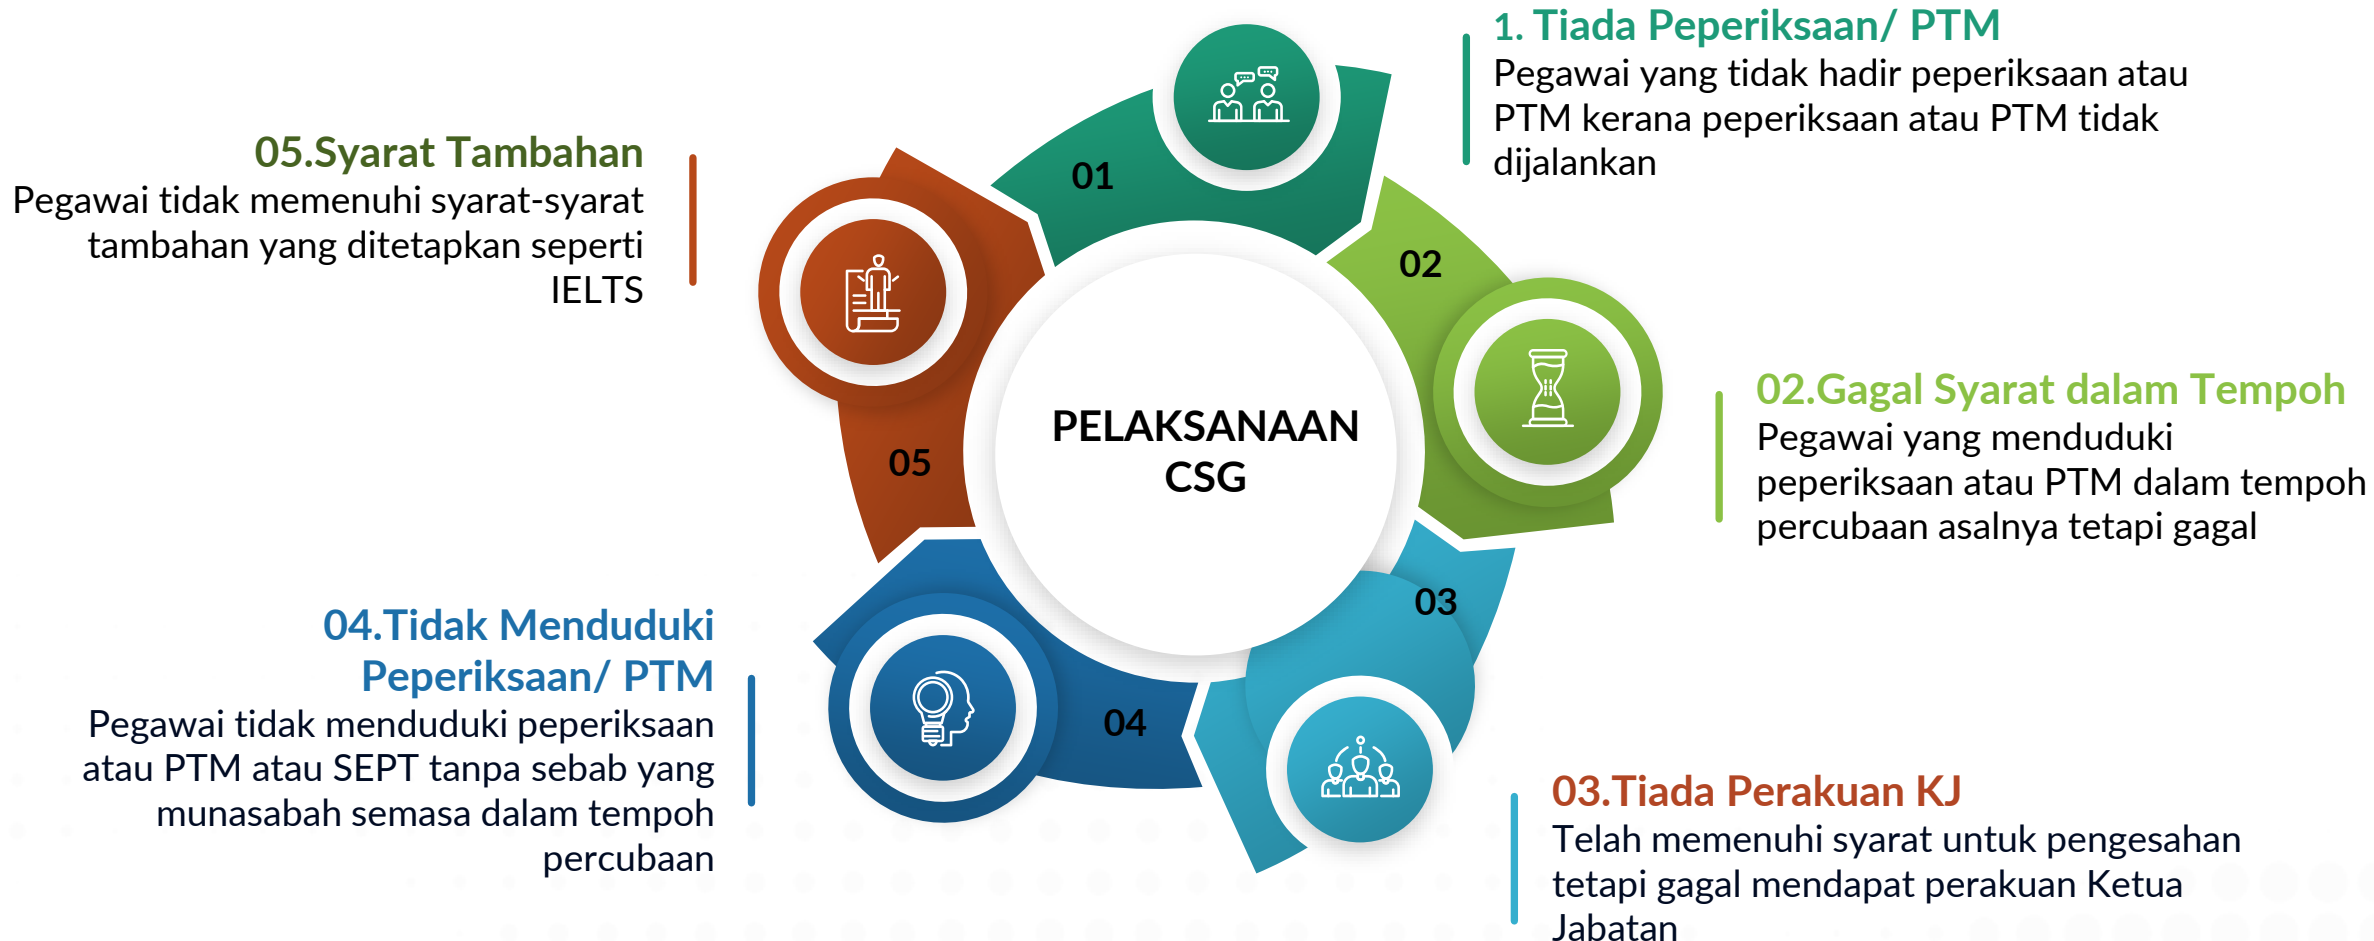 1. Tiada Peperiksaan/ PTM
Pegawai yang tidak hadir peperiksaan atau
PTM kerana peperiksaan atau PTM tidak
dijalankan
01
02
02.Gagal Syarat dalam Tempoh
Pegawai yang menduduki
peperiksaan atau PTM dalam tempoh
percubaan asalnya tetapi gagal
03
03.Tiada Perakuan KJ
Telah memenuhi syarat untuk pengesahan
tetapi gagal mendapat perakuan Ketua
Jabatan
04
04.Tidak Menduduki
Peperiksaan/ PTM
Pegawai tidak menduduki peperiksaan
atau PTM atau SEPT tanpa sebab yang
munasabah semasa dalam tempoh
percubaan
05
05.Syarat Tambahan
Pegawai tidak memenuhi syarat-syarat
tambahan yang ditetapkan seperti
IELTS
PELAKSANAAN
CSG